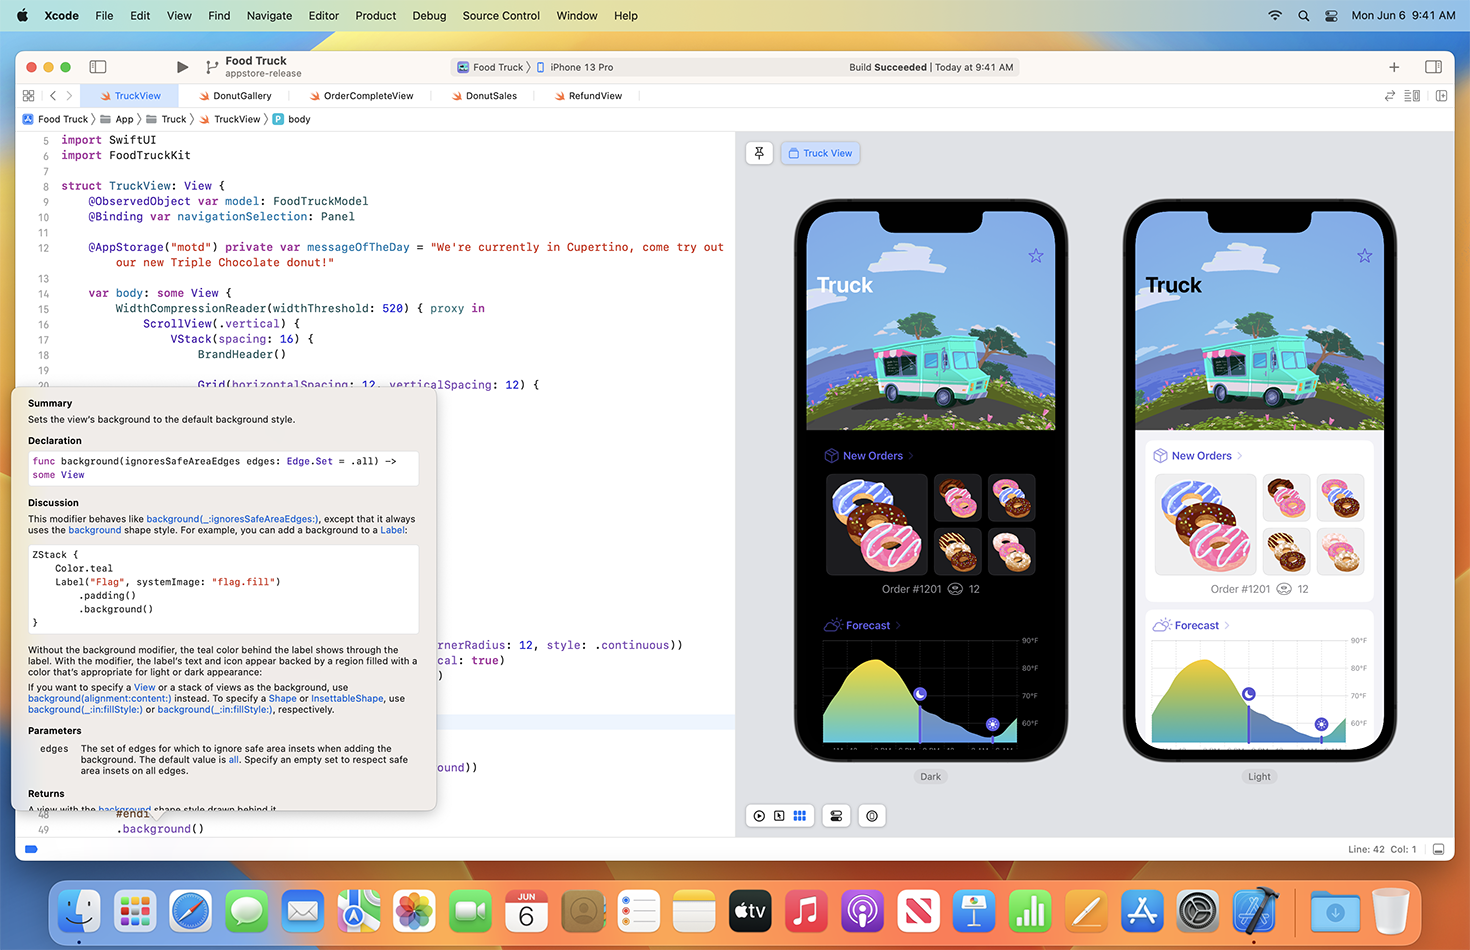 Xcode File Edit View Find Navigate Editor Product Debug Source Control Window Help
Mon Jun 6 9:41 AM
Food Truck
appstore-release
Food Truck iPhone 13 Pro
Build Succeeded | Today at 9:41 AM
TruckView DonutGallery OrderCompleteView DonutSales RefundView
Food Truck App Truck TruckView P body
5 import SwiftUI
6 import FoodTruckKit
7
8 struct TruckView: View {
9 @ObservedObject var model: FoodTruckModel
10 @Binding var navigationSelection: Panel
11
12 @AppStorage("motd") private var messageOfTheDay = "We're currently in Cupertino, come try out
our new Triple Chocolate donut!"
13
14 var body: some View {
15 WidthCompressionReader(widthThreshold: 520) { proxy in
16 ScrollView(.vertical) {
17 VStack(spacing: 16) {
18 BrandHeader()
19
20 Grid(horizontalSpacing: 12, verticalSpacing: 12) {
Summary
Sets the view's background to the default background style.
Declaration
func background(ignoresSafeAreaEdges edges: Edge.Set = .all) ->
some View
Discussion
This modifier behaves like background(_:ignoresSafeAreaEdges:), except that it always
uses the background shape style. For example, you can add a background to a Label:
ZStack {
Color.teal
Label("Flag", systemImage: "flag.fill")
.padding()
.background()
}
Without the background modifier, the teal color behind the label shows through the
label. With the modifier, the label's text and icon appear backed by a region filled with a
color that's appropriate for light or dark appearance:
If you want to specify a View or a stack of views as the background, use
background(alignment:content:) instead. To specify a Shape or InsettableShape, use
background(_:in:fillStyle:) or background(_:in:fillStyle:), respectively.
Parameters
edges The set of edges for which to ignore safe area insets when adding the
background. The default value is all. Specify an empty set to respect safe
area insets on all edges.
Returns
A view with the background shape style drawn behind it.
rnerRadius: 12, style: .continuous))
cal: true)
)
ound))
48 #endi
49 .background()
Truck View
Truck
New Orders
Order #1201 12
Forecast
90°F
80°F
70°F
60°F
Dark
Truck
New Orders
Order #1201 12
Forecast
90°F
80°F
70°F
60°F
Light
Line: 42 Col: 1
JUN
6
tv